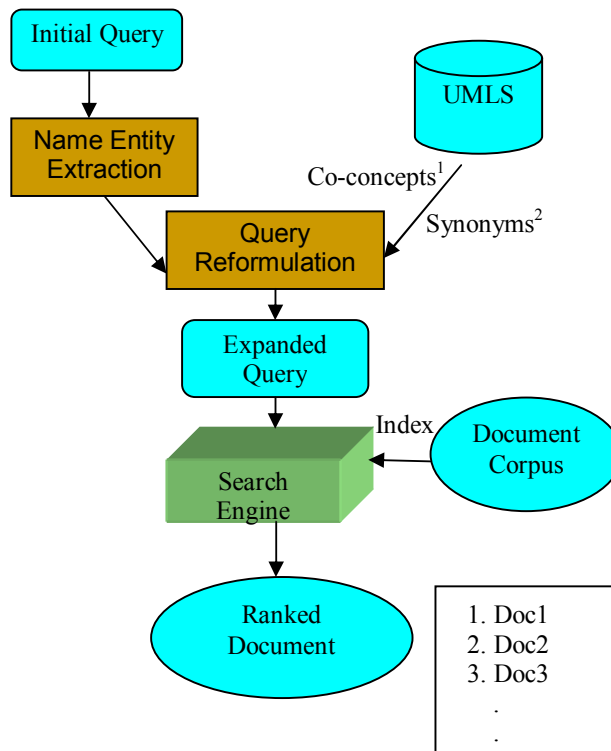 Initial Query
UMLS
Name Entity
Extraction
Co-concepts1
Synonyms2
Query
Reformulation
Expanded
Query
Index
Document
Corpus
Search
Engine
Ranked
Document
1. Doc1
2. Doc2
3. Doc3
.
.